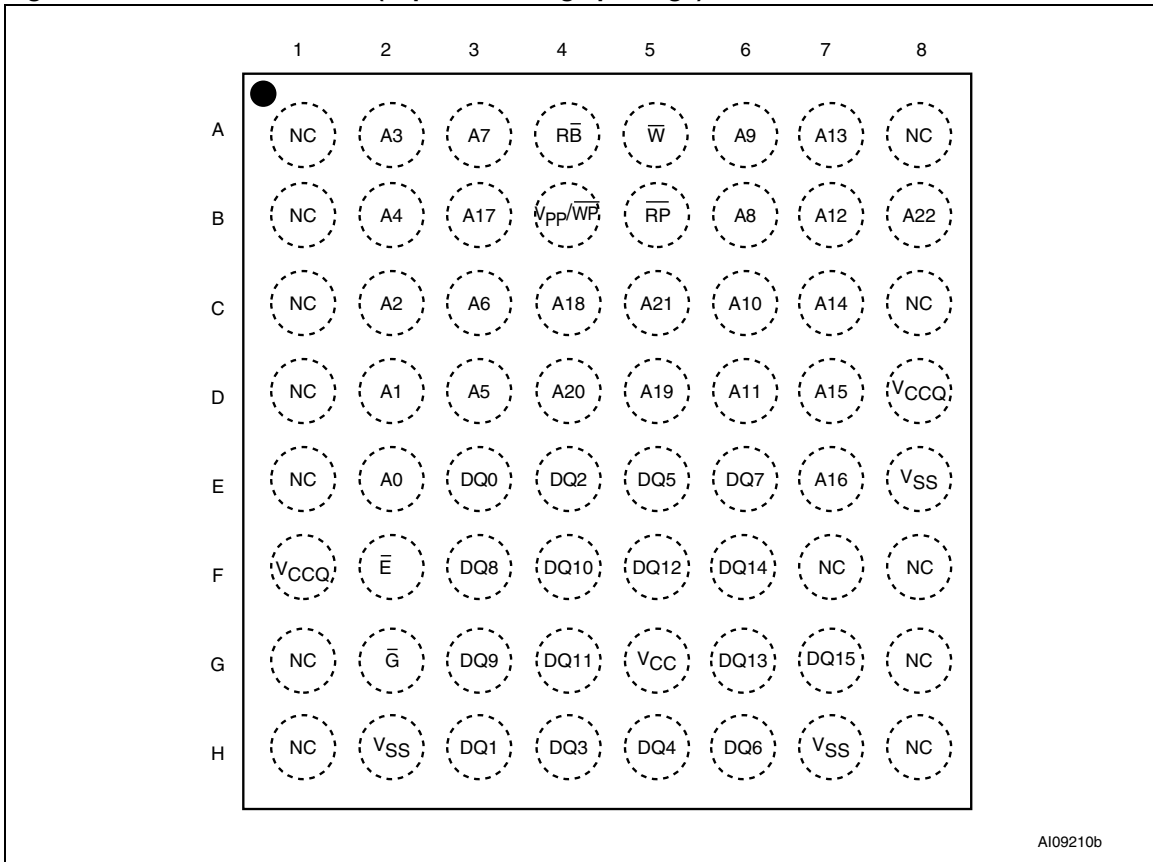 1 2 3 4 5 6 7 8
A NC A3 A7 RB̅ W̅ A9 A13 NC
B NC A4 A17 VPP/W̅P̅ R̅P̅ A8 A12 A22
C NC A2 A6 A18 A21 A10 A14 NC
D NC A1 A5 A20 A19 A11 A15 VCCQ
E NC A0 DQ0 DQ2 DQ5 DQ7 A16 VSS
F VCCQ E̅ DQ8 DQ10 DQ12 DQ14 NC NC
G NC G̅ DQ9 DQ11 VCC DQ13 DQ15 NC
H NC VSS DQ1 DQ3 DQ4 DQ6 VSS NC
AI09210b